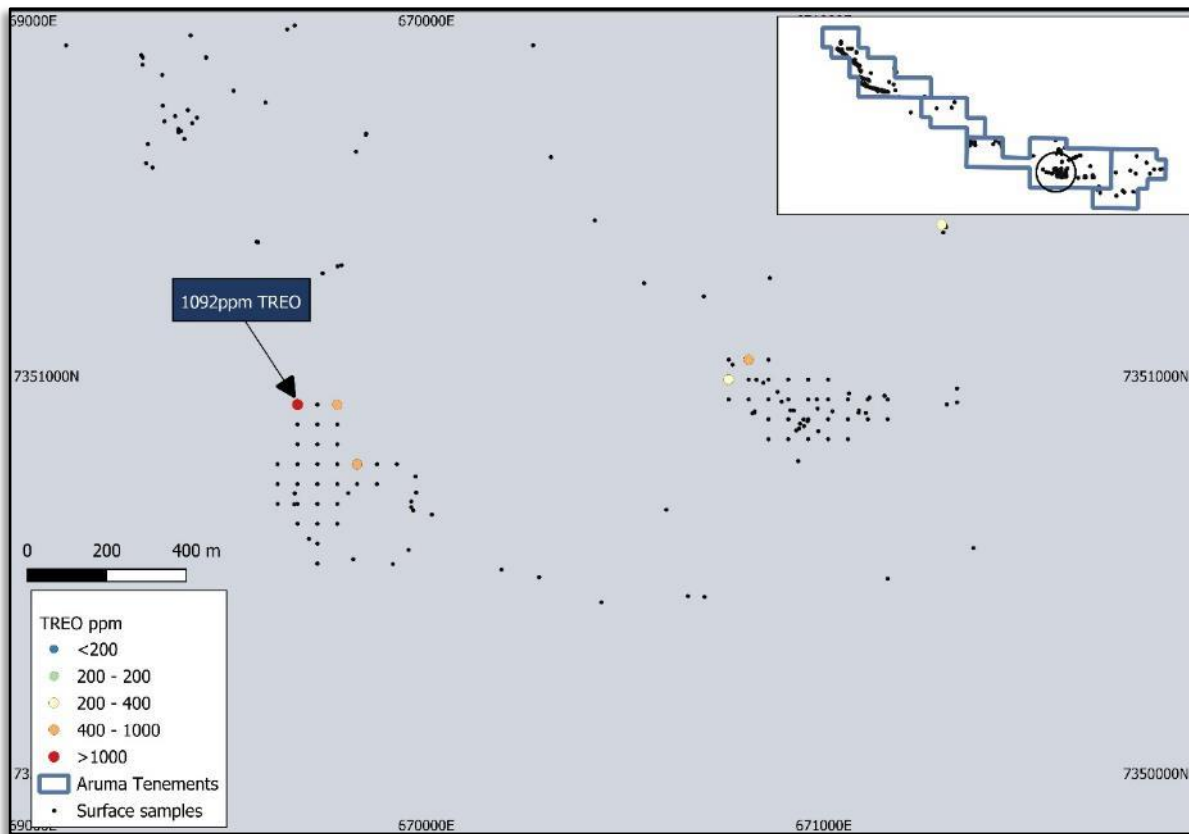 69000E
670000E
1092ppm TREO
7351000N
7351000N
0 200 400 m
TREO ppm
<200
200 - 200
200 - 400
400 - 1000
>1000
Aruma Tenements
Surface samples
7350000N
670000E
671000E